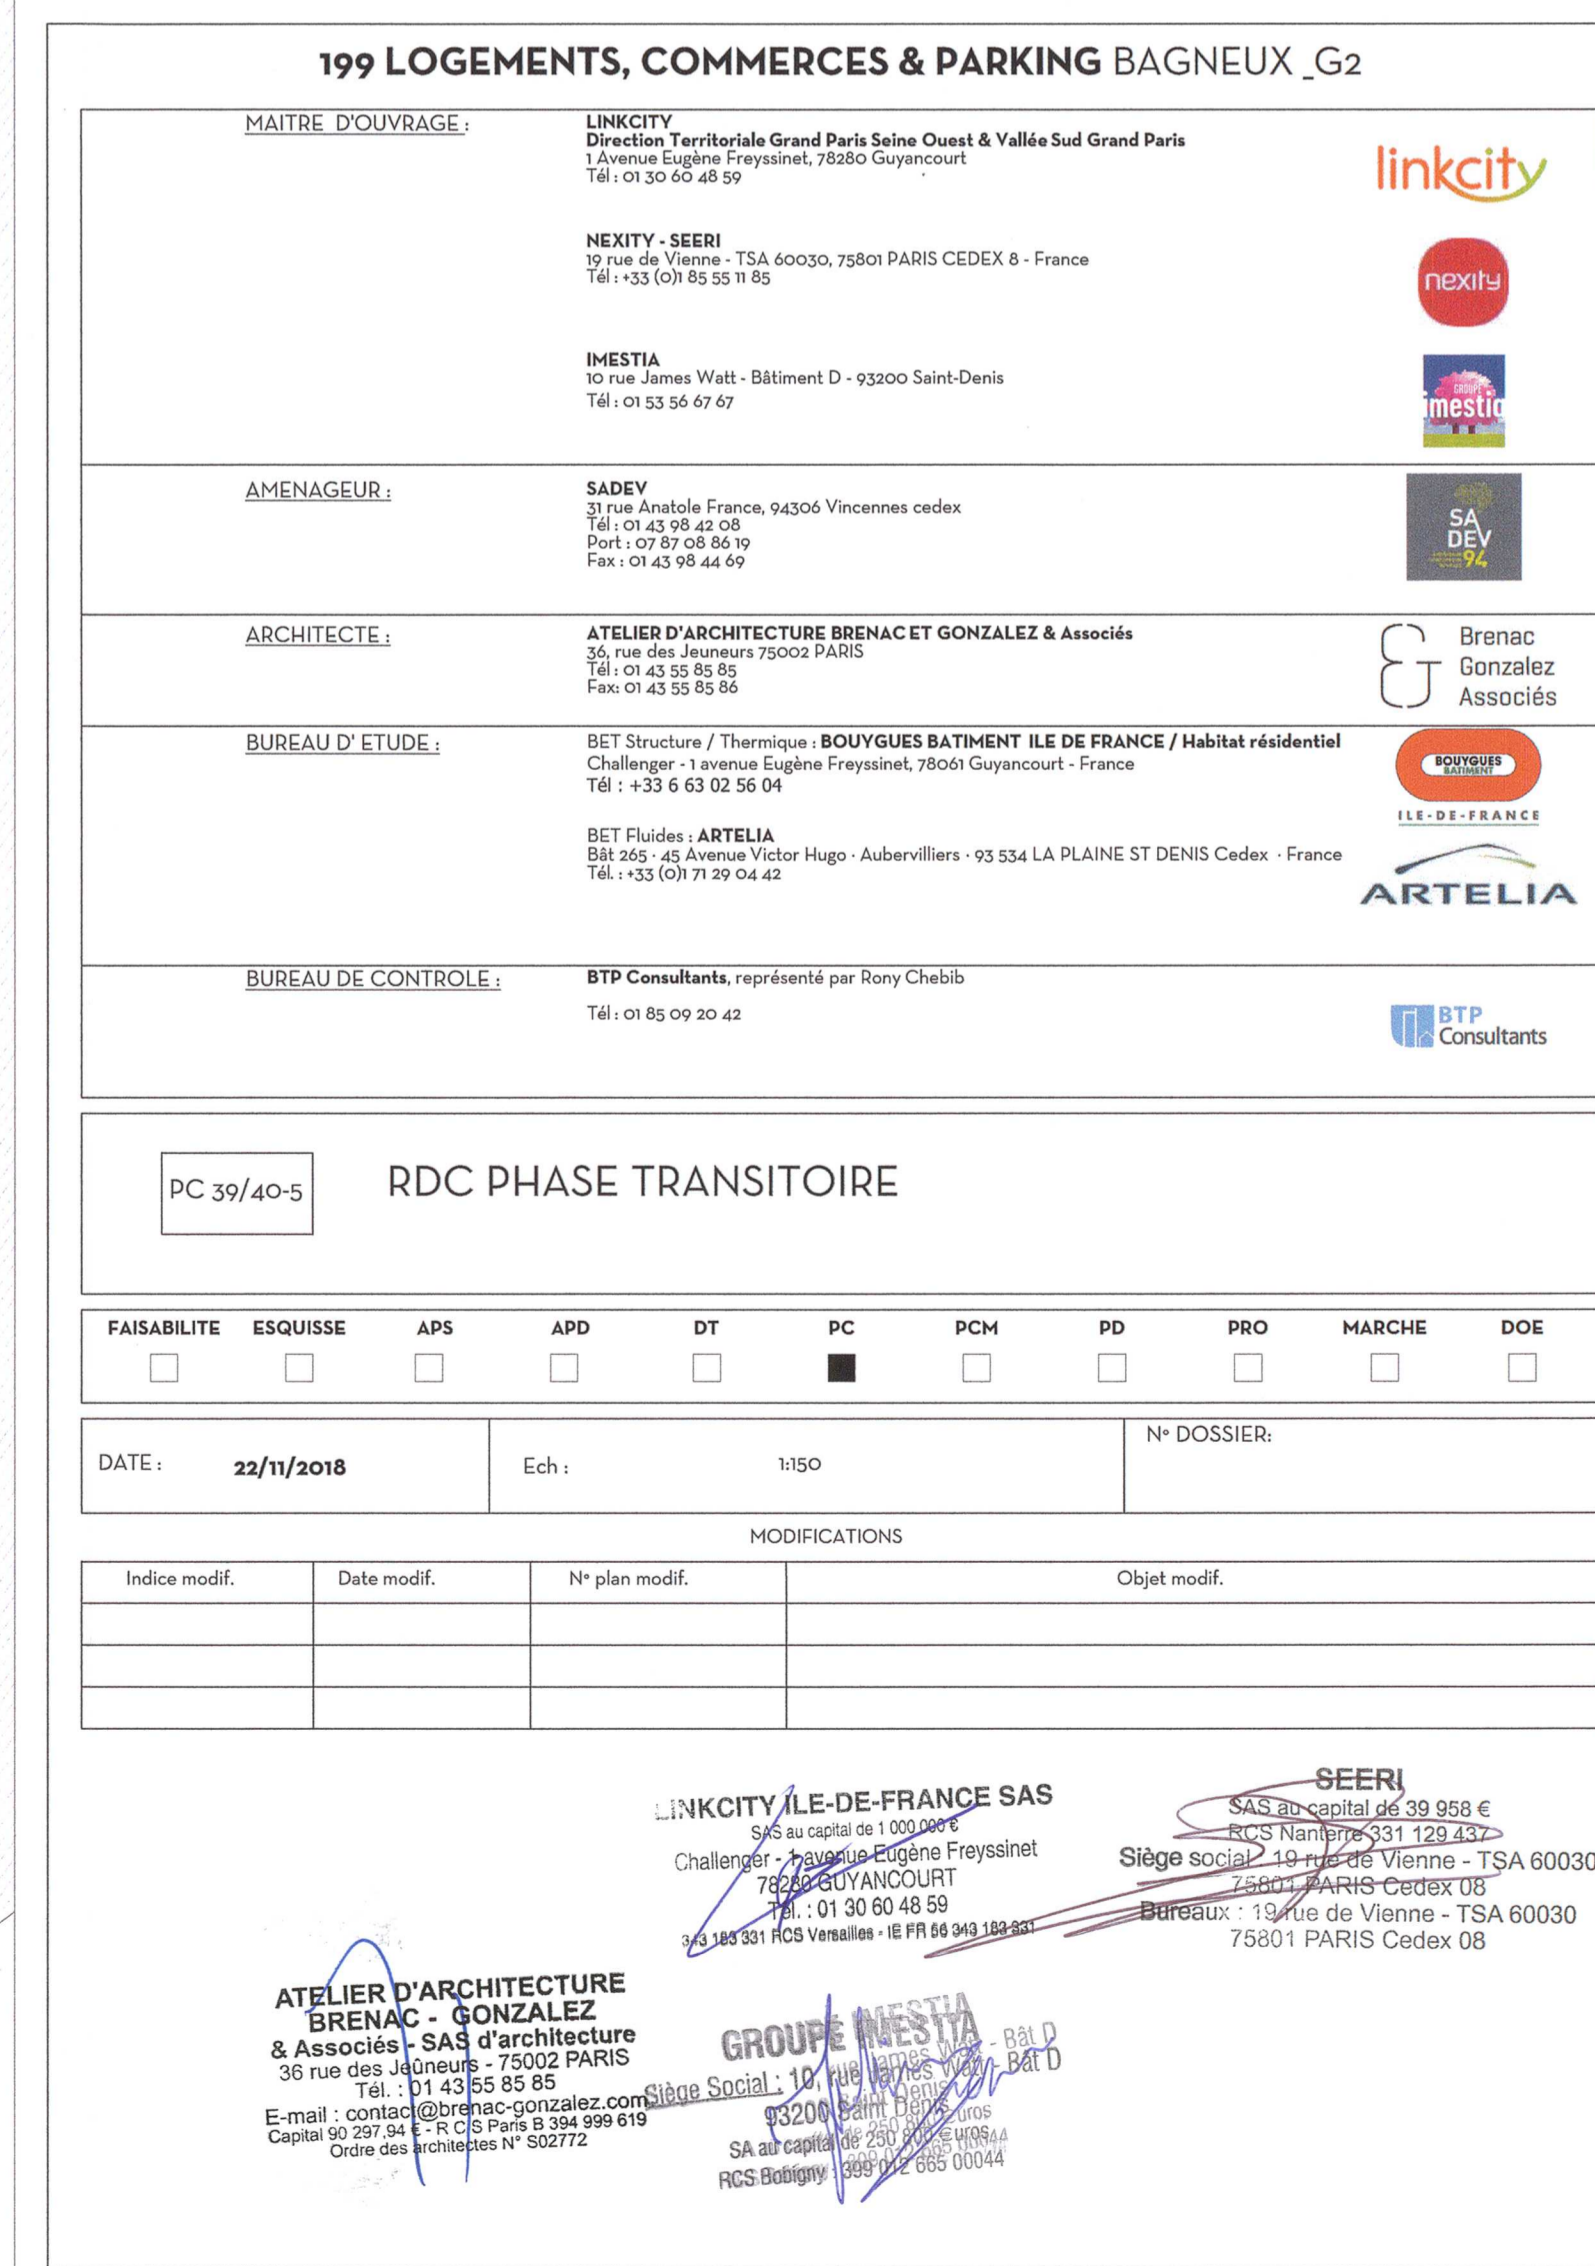 199 LOGEMENTS, COMMERCES & PARKING BAGNEUX _G2
MAITRE D'OUVRAGE :
LINKCITY
Direction Territoriale Grand Paris Seine Ouest & Vallée Sud Grand Paris
1 Avenue Eugène Freyssinet, 78280 Guyancourt
Tél : 01 30 60 48 59
linkcity
NEXITY - SEERI
19 rue de Vienne - TSA 60030, 75801 PARIS CEDEX 8 - France
Tél : +33 (0)1 85 55 11 85
nexity
IMESTIA
10 rue James Watt - Bâtiment D - 93200 Saint-Denis
Tél : 01 53 56 67 67
GROUPE
imestia
AMENAGEUR :
SADEV
31 rue Anatole France, 94306 Vincennes cedex
Tél : 01 43 98 42 08
Port : 07 87 08 86 19
Fax : 01 43 98 44 69
SA
DEV
94
ARCHITECTE :
ATELIER D'ARCHITECTURE BRENAC ET GONZALEZ & Associés
36, rue des Jeuneurs 75002 PARIS
Tél : 01 43 55 85 85
Fax: 01 43 55 85 86
Brenac
Gonzalez
Associés
BUREAU D' ETUDE :
BET Structure / Thermique : BOUYGUES BATIMENT ILE DE FRANCE / Habitat résidentiel
Challenger - 1 avenue Eugène Freyssinet, 78061 Guyancourt - France
Tél : +33 6 63 02 56 04
BOUYGUES
BATIMENT
ILE-DE-FRANCE
BET Fluides : ARTELIA
Bât 265 · 45 Avenue Victor Hugo · Aubervilliers · 93 534 LA PLAINE ST DENIS Cedex · France
Tél. : +33 (0)1 71 29 04 42
ARTELIA
BUREAU DE CONTROLE :
BTP Consultants, représenté par Rony Chebib
Tél : 01 85 09 20 42
BTP
Consultants
PC 39/40-5
RDC PHASE TRANSITOIRE
FAISABILITE ESQUISSE APS APD DT PC PCM PD PRO MARCHE DOE
DATE : 22/11/2018 Ech : 1:150 N° DOSSIER:
MODIFICATIONS
Indice modif. Date modif. N° plan modif. Objet modif.
LINKCITY ILE-DE-FRANCE SAS
SAS au capital de 1 000 000 €
Challenger - 1 avenue Eugène Freyssinet
78280 GUYANCOURT
Tél. : 01 30 60 48 59
343 183 331 RCS Versailles - IE FR 56 343 183 331
SEERI
SAS au capital de 39 958 €
RCS Nanterre 331 129 437
Siège social : 19 rue de Vienne - TSA 60030
75801 PARIS Cedex 08
Bureaux : 19 rue de Vienne - TSA 60030
75801 PARIS Cedex 08
ATELIER D'ARCHITECTURE
BRENAC - GONZALEZ
& Associés - SAS d'architecture
36 rue des Jeûneurs - 75002 PARIS
Tél. : 01 43 55 85 85
E-mail : contact@brenac-gonzalez.com
Capital 90 297,94 € - R C S Paris B 394 999 619
Ordre des architectes N° S02772
GROUPE IMESTIA
Siège Social : 10, rue James Watt - Bât D
93200 Saint Denis
SA au capital de 250 800 €uros
RCS Bobigny : 399 012 665 00044